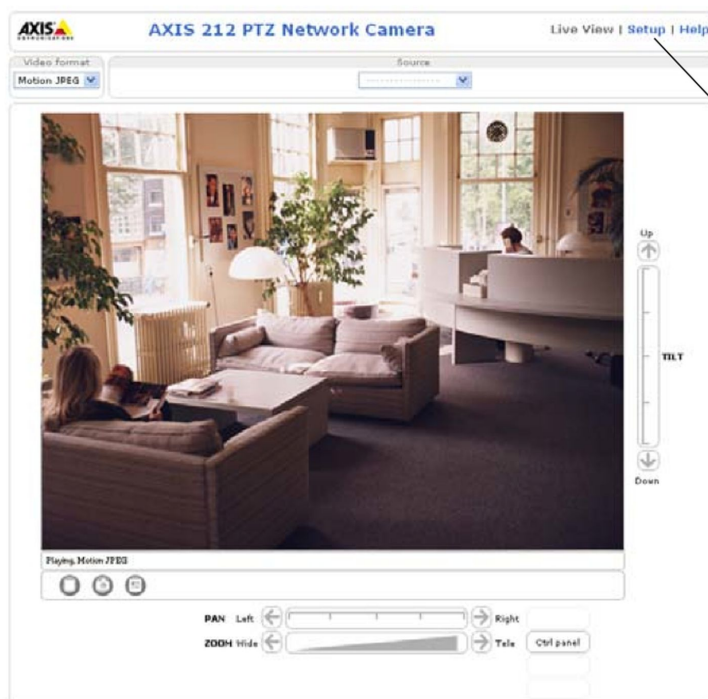 AXIS
COMMUNICATIONS
AXIS 212 PTZ Network Camera
Live View | Setup | Help
Video format
Source
Motion JPEG
Up
TILT
Down
Playing, Motion JPEG
PAN Left Right
ZOOM Wide Tele Ctrl panel